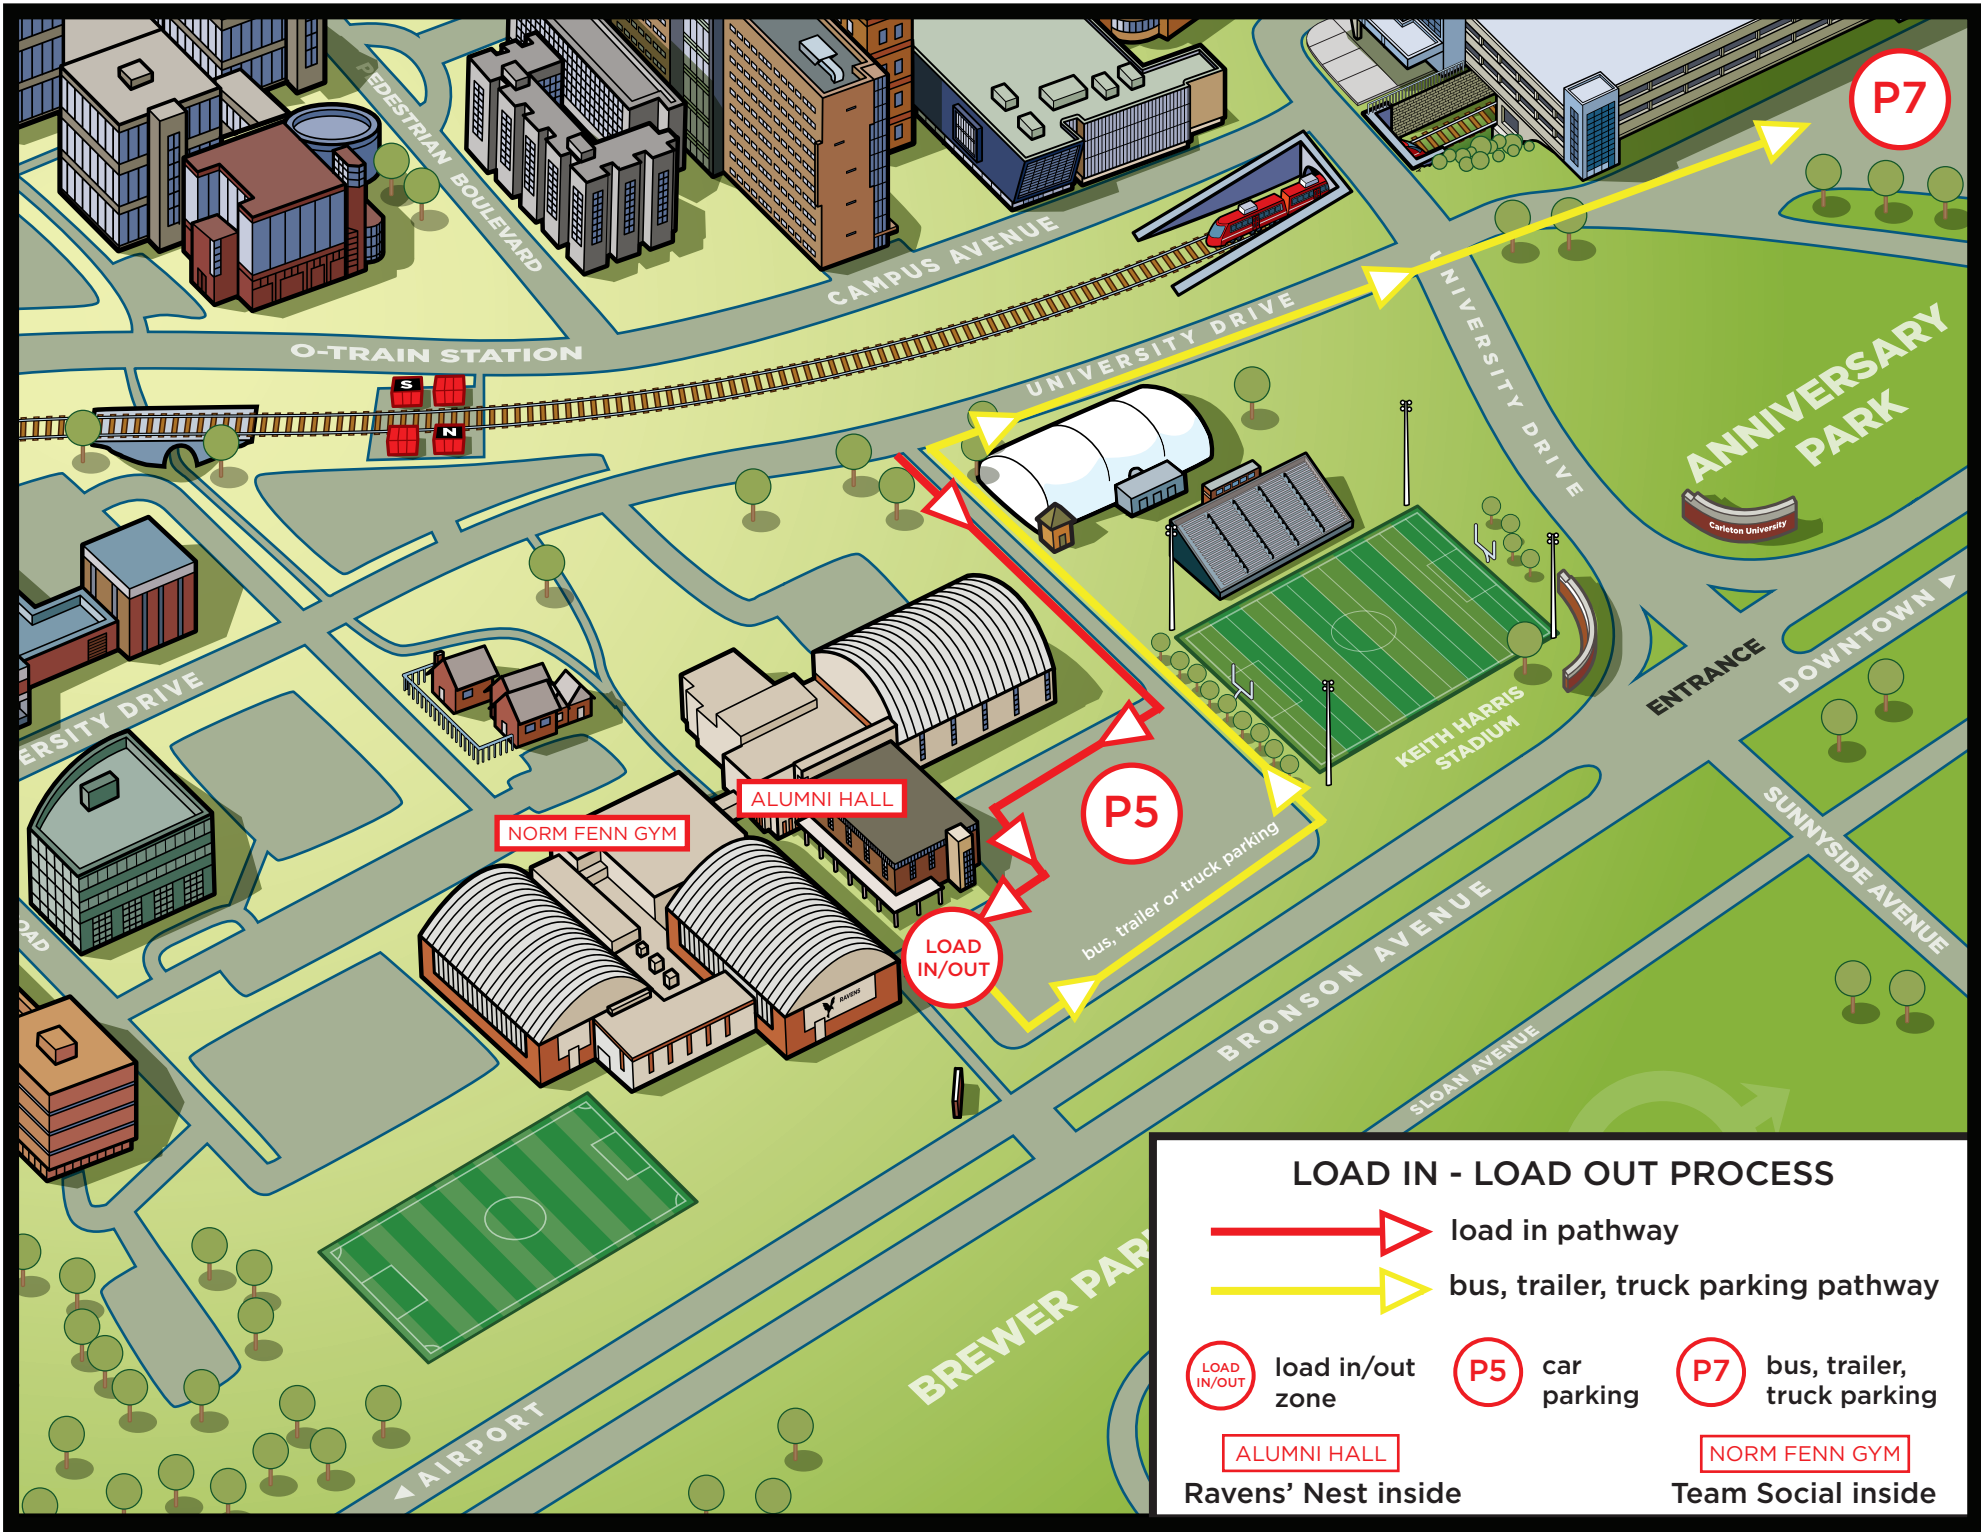 P7
PEDESTRIAN BOULEVARD
CAMPUS AVENUE
O-TRAIN STATION
S
N
UNIVERSITY DRIVE
UNIVERSITY DRIVE
ANNIVERSARY
PARK
Carleton University
ENTRANCE
DOWNTOWN
KEITH HARRIS
STADIUM
ERSITY DRIVE
ALUMNI HALL
NORM FENN GYM
P5
bus, trailer or truck parking
SUNNYSIDE AVENUE
OAD
LOAD
IN/OUT
RAVENS
BRONSON AVENUE
SLOAN AVENUE
BREWER PARK
AIRPORT
LOAD IN - LOAD OUT PROCESS
load in pathway
bus, trailer, truck parking pathway
LOAD
IN/OUT
load in/out
zone
P5
car
parking
P7
bus, trailer,
truck parking
ALUMNI HALL
Ravens’ Nest inside
NORM FENN GYM
Team Social inside